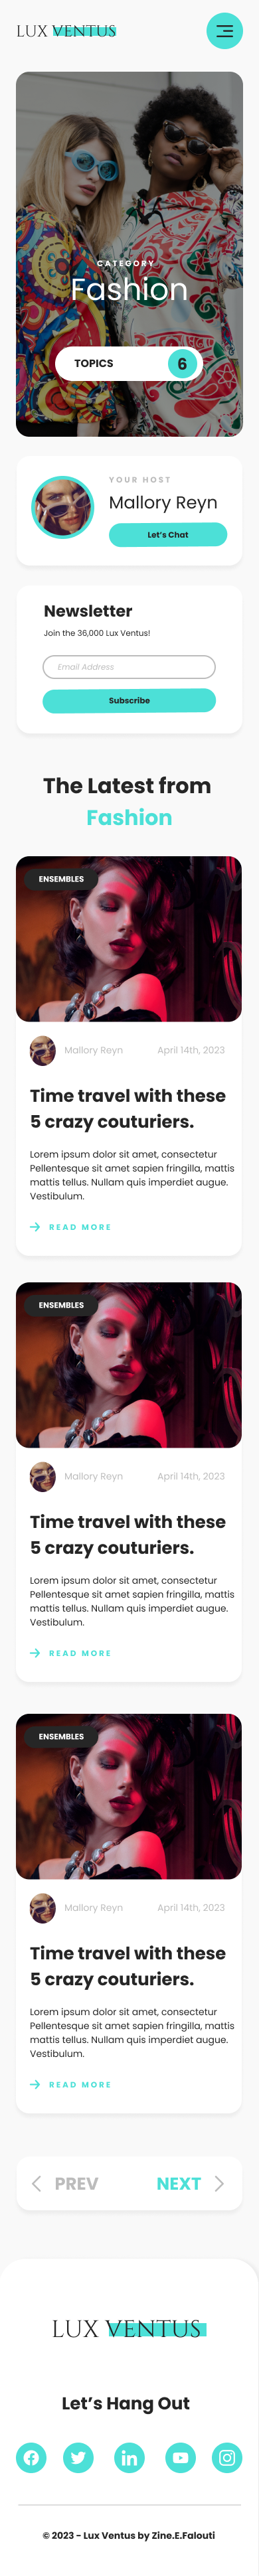 LUX VENTUS
CATEGORY
Fashion
TOPICS 6
YOUR HOST
Mallory Reyn
Let's Chat
Newsletter
Join the 36,000 Lux Ventus!
Email Address
Subscribe
The Latest from
Fashion
ENSEMBLES
Mallory Reyn April 14th, 2023
Time travel with these
5 crazy couturiers.
Lorem ipsum dolor sit amet, consectetur
Pellentesque sit amet sapien fringilla, mattis
mattis tellus. Nullam quis imperdiet augue.
Vestibulum.
READ MORE
ENSEMBLES
Mallory Reyn April 14th, 2023
Time travel with these
5 crazy couturiers.
Lorem ipsum dolor sit amet, consectetur
Pellentesque sit amet sapien fringilla, mattis
mattis tellus. Nullam quis imperdiet augue.
Vestibulum.
READ MORE
ENSEMBLES
Mallory Reyn April 14th, 2023
Time travel with these
5 crazy couturiers.
Lorem ipsum dolor sit amet, consectetur
Pellentesque sit amet sapien fringilla, mattis
mattis tellus. Nullam quis imperdiet augue.
Vestibulum.
READ MORE
PREV NEXT
LUX VENTUS
Let's Hang Out
© 2023 - Lux Ventus by Zine.E.Falouti